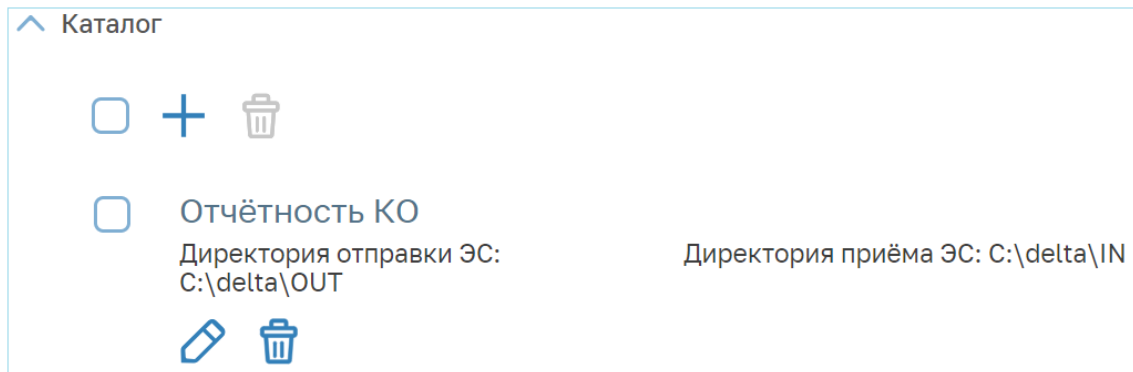 Каталог
Отчётность КО
Директория отправки ЭС: Директория приёма ЭС: C:\delta\IN
C:\delta\OUT